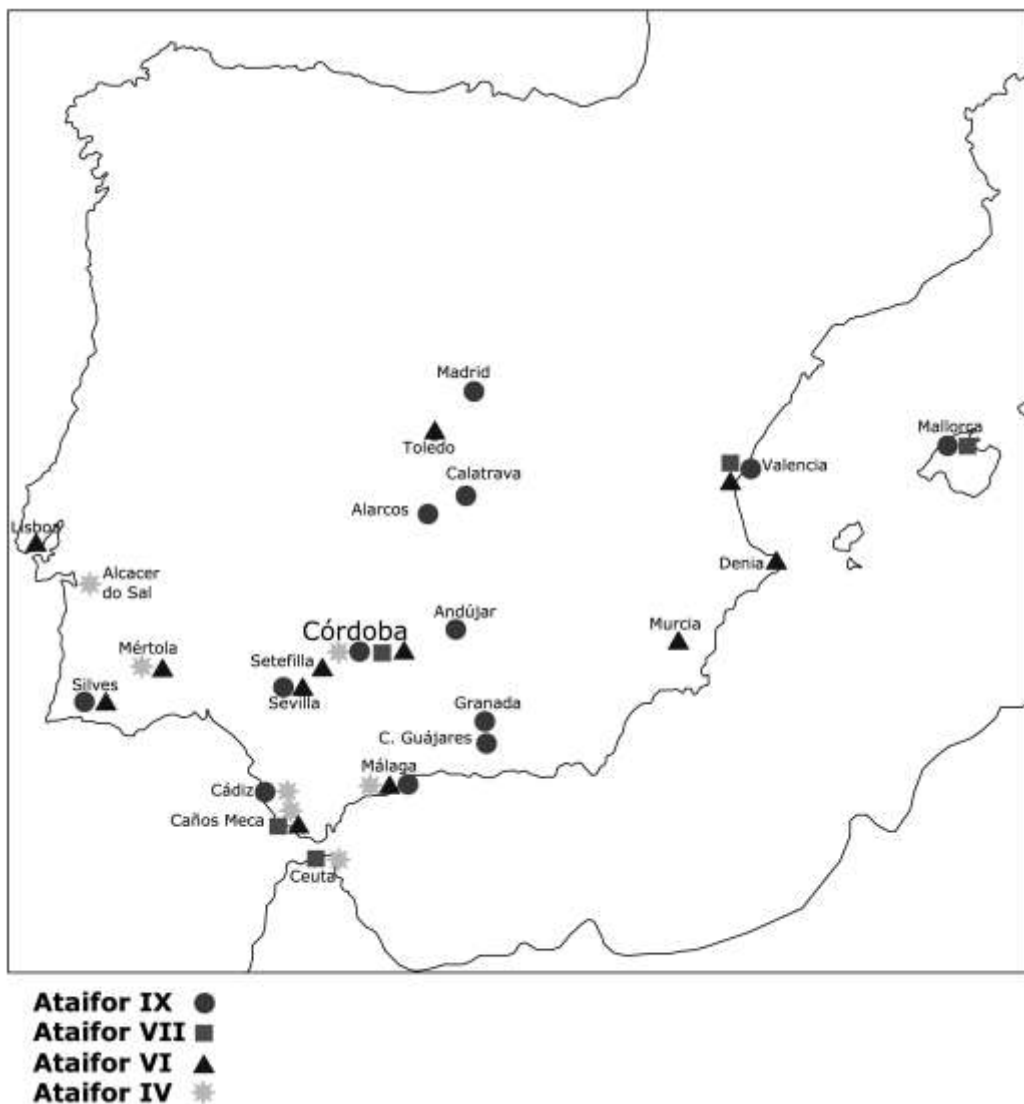 Madrid
Toledo
Mallorca
Calatrava
Valencia
Alarcos
Lisboa
Denia
Alcacer
do Sal
Andújar
Murcia
Córdoba
Mértola
Setefilla
Silves
Sevilla
Granada
C. Guájares
Málaga
Cádiz
Caños Meca
Ceuta
Ataifor IX
Ataifor VII
Ataifor VI
Ataifor IV